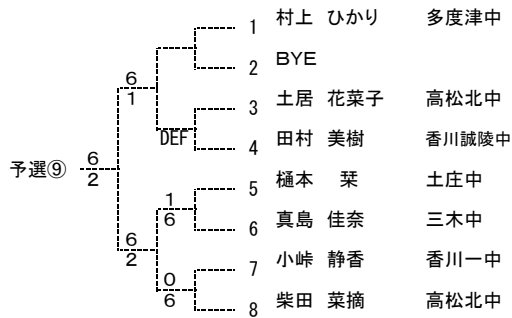 1 村上 ひかり 多度津中
2 BYE
6
1
3 土居 花菜子 高松北中
DEF
4 田村 美樹 香川誠陵中
予選⑨
6
2
5 樋本 栞 土庄中
1
6
6 真島 佳奈 三木中
6
2
7 小峠 静香 香川一中
0
6
8 柴田 菜摘 高松北中